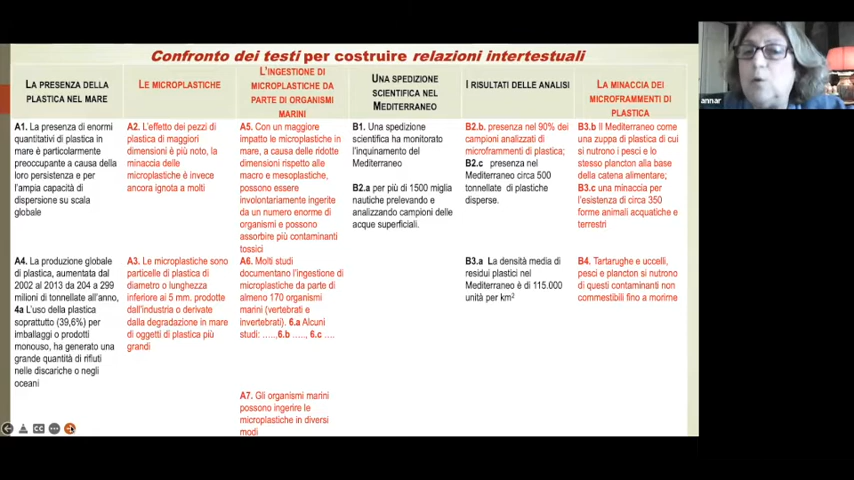 Confronto dei testi per costruire relazioni intertestuali
LA PRESENZA DELLA
PLASTICA NEL MARE
LE MICROPLASTICHE
L'INGESTIONE DI
MICROPLASTICHE DA
PARTE DI ORGANISMI
MARINI
UNA SPEDIZIONE
SCIENTIFICA NEL
MEDITERRANEO
I RISULTATI DELLE ANALISI
LA MINACCIA DEI
MICROFRAMMENTI DI
PLASTICA
A1. La presenza di enormi
quantitativi di plastica in
mare è particolarmente
preoccupante a causa della
loro persistenza e per
l'ampia capacità di
dispersione su scala
globale
A2. L'effetto dei pezzi di
plastica di maggiori
dimensioni è più noto, la
minaccia delle
microplastiche è invece
ancora ignota a molti
A5. Con un maggiore
impatto le microplastiche in
mare, a causa delle ridotte
dimensioni rispetto alle
macro e mesoplastiche,
possono essere
involontariamente ingerite
da un numero enorme di
organismi e possono
assorbire più contaminanti
tossici
B1. Una spedizione
scientifica ha monitorato
l'inquinamento del
Mediterraneo
B2.a per più di 1500 miglia
nautiche prelevando e
analizzando campioni delle
acque superficiali.
B2.b. presenza nel 90% dei
campioni analizzati di
microframmenti di plastica;
B2.c presenza nel
Mediterraneo circa 500
tonnellate di plastiche
disperse.
B3.b Il Mediterraneo come
una zuppa di plastica di cui
si nutrono i pesci e lo
stesso plancton alla base
della catena alimentare;
B3.c una minaccia per
l'esistenza di circa 350
forme animali acquatiche e
terrestri
A4. La produzione globale
di plastica, aumentata dal
2002 al 2013 da 204 a 299
milioni di tonnellate all'anno,
4a L'uso della plastica
soprattutto (39,6%) per
imballaggi o prodotti
monouso, ha generato una
grande quantità di rifiuti
nelle discariche o negli
oceani
A3. Le microplastiche sono
particelle di plastica di
diametro o lunghezza
inferiore ai 5 mm. prodotte
dall'industria o derivate
dalla degradazione in mare
di oggetti di plastica più
grandi
A6. Molti studi
documentano l'ingestione di
microplastiche da parte di
almeno 170 organismi
marini (vertebrati e
invertebrati). 6.a Alcuni
studi: …..,6.b …., 6.c ….
B3.a La densità media di
residui plastici nel
Mediterraneo è di 115.000
unità per km²
B4. Tartarughe e uccelli,
pesci e plancton si nutrono
di questi contaminanti non
commestibili fino a morime
A7. Gli organismi marini
possono ingerire le
microplastiche in diversi
modi
CC
annar